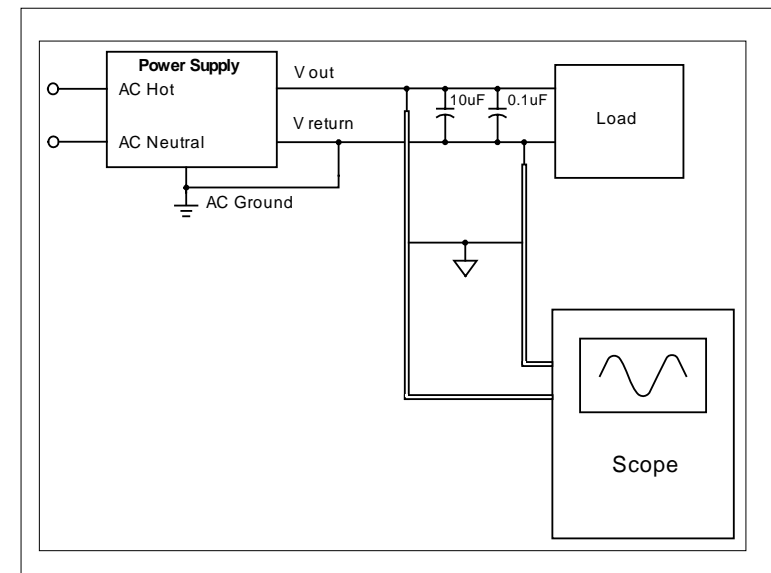 Power Supply
V out
AC Hot
10uF 0.1uF
Load
V return
AC Neutral
AC Ground
Scope